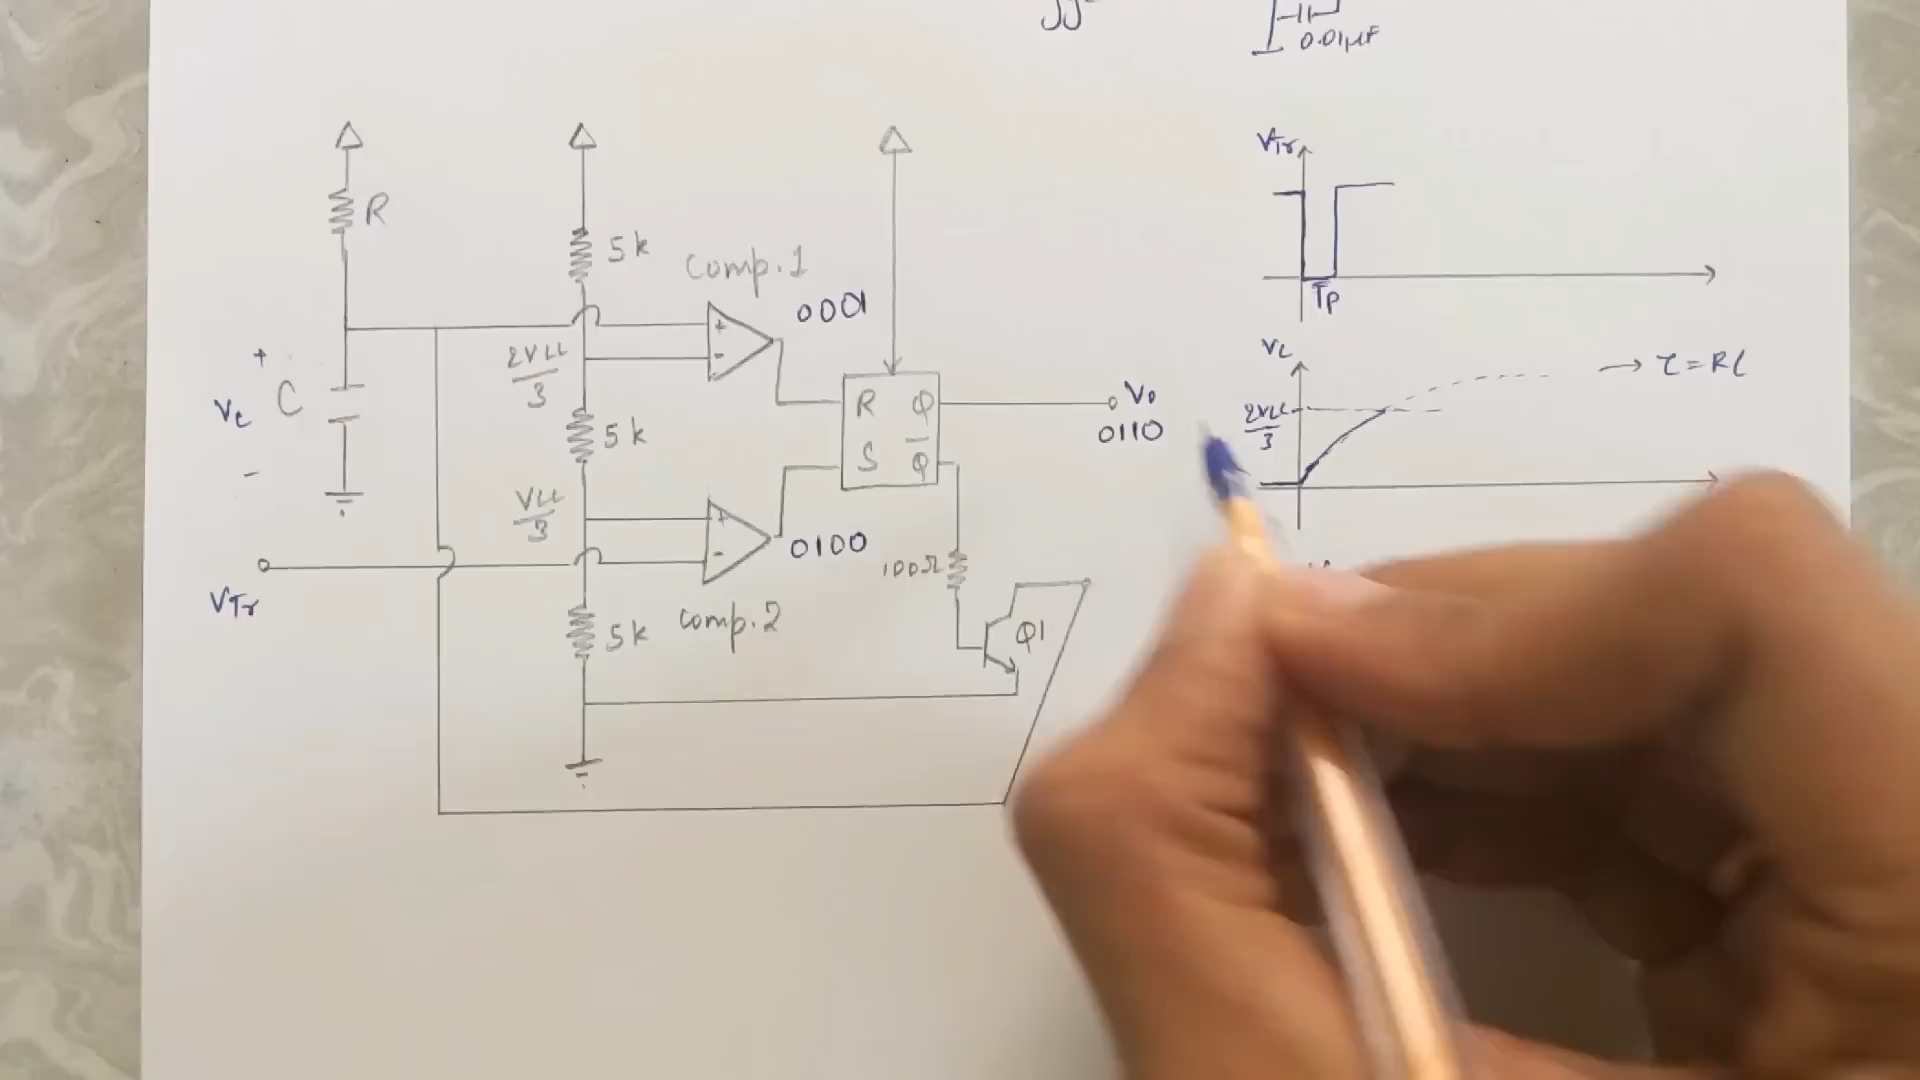 0.01µF
R
5k
Comp.1
0001
2VCC
3
+
-
+
C
Vc
-
5k
R Q
S Q̅
Vo
0110
VCC
3
+
-
0100
100Ω
VTr
5k
Comp.2
Q1
VTr
Tp
Vc
→ τ = RC
2VCC
3